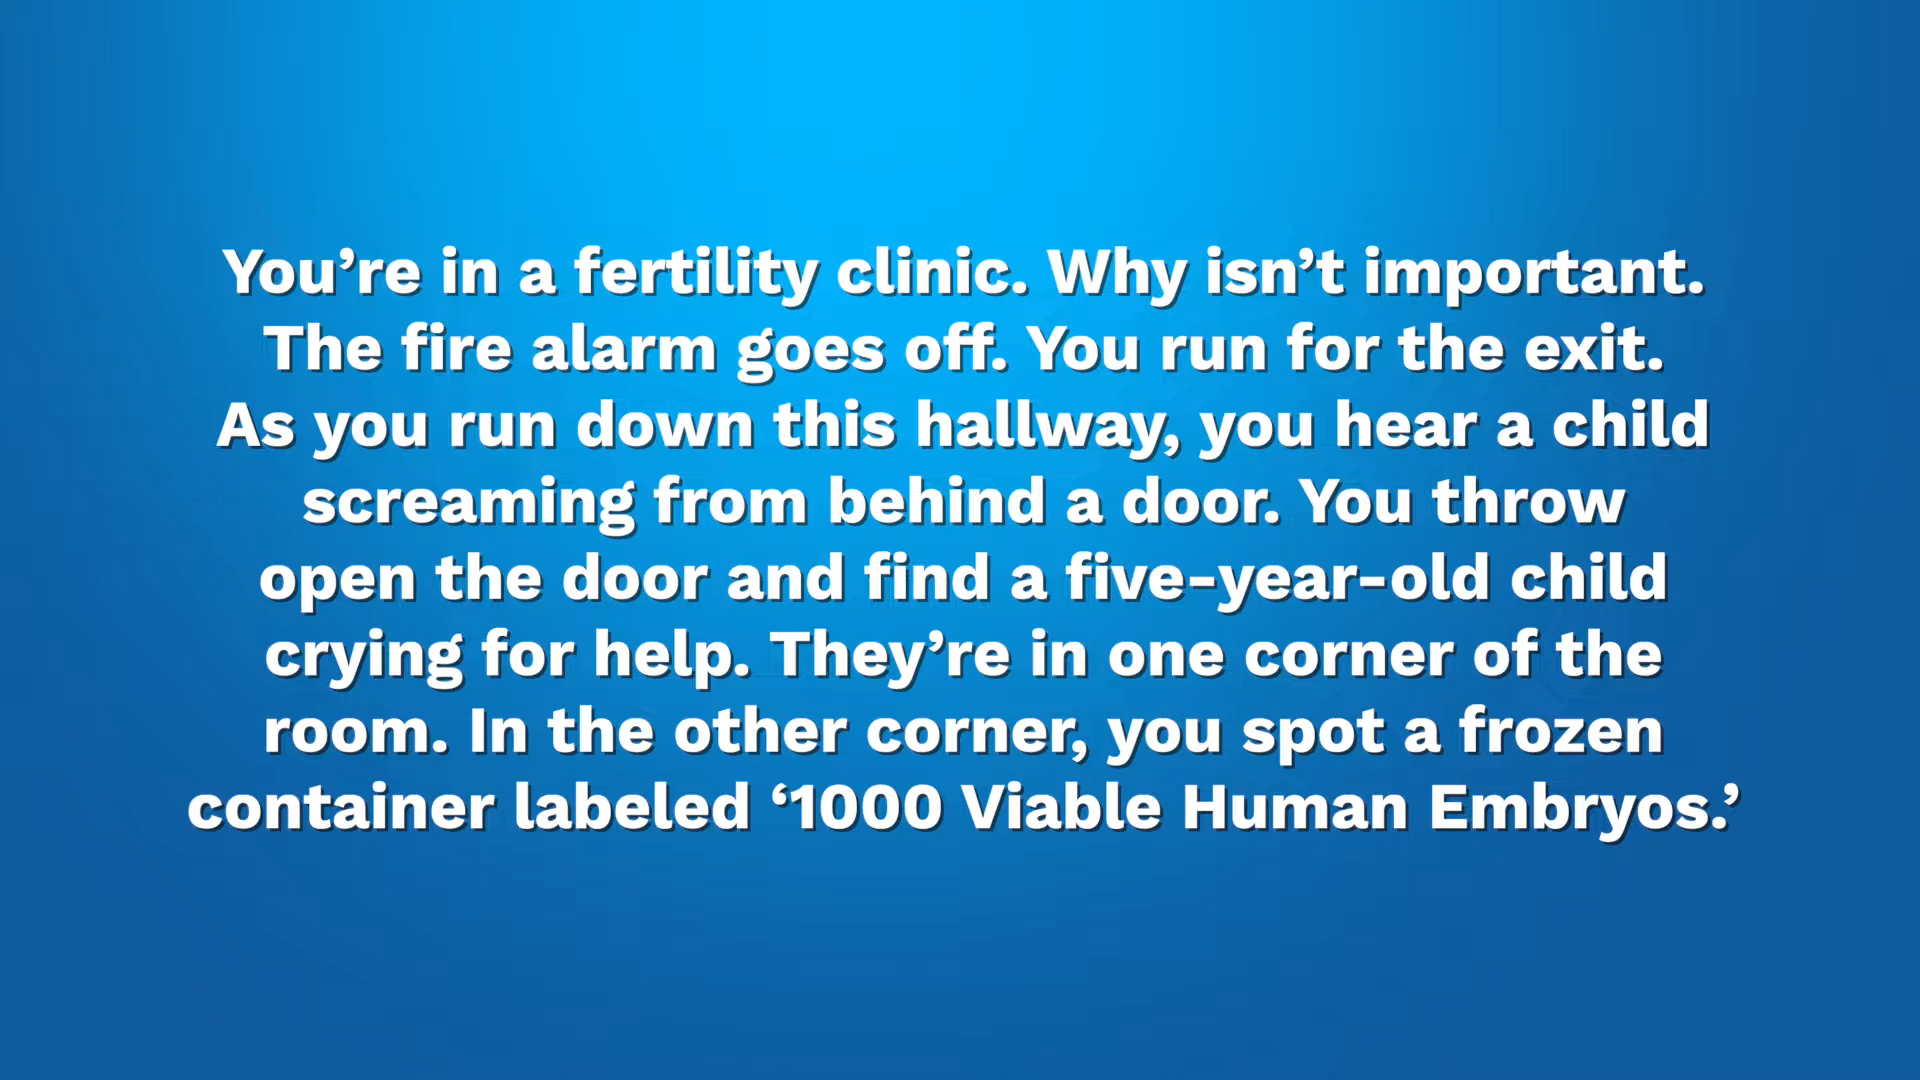 You’re in a fertility clinic. Why isn’t important.
The fire alarm goes off. You run for the exit.
As you run down this hallway, you hear a child
screaming from behind a door. You throw
open the door and find a five-year-old child
crying for help. They’re in one corner of the
room. In the other corner, you spot a frozen
container labeled ‘1000 Viable Human Embryos.’